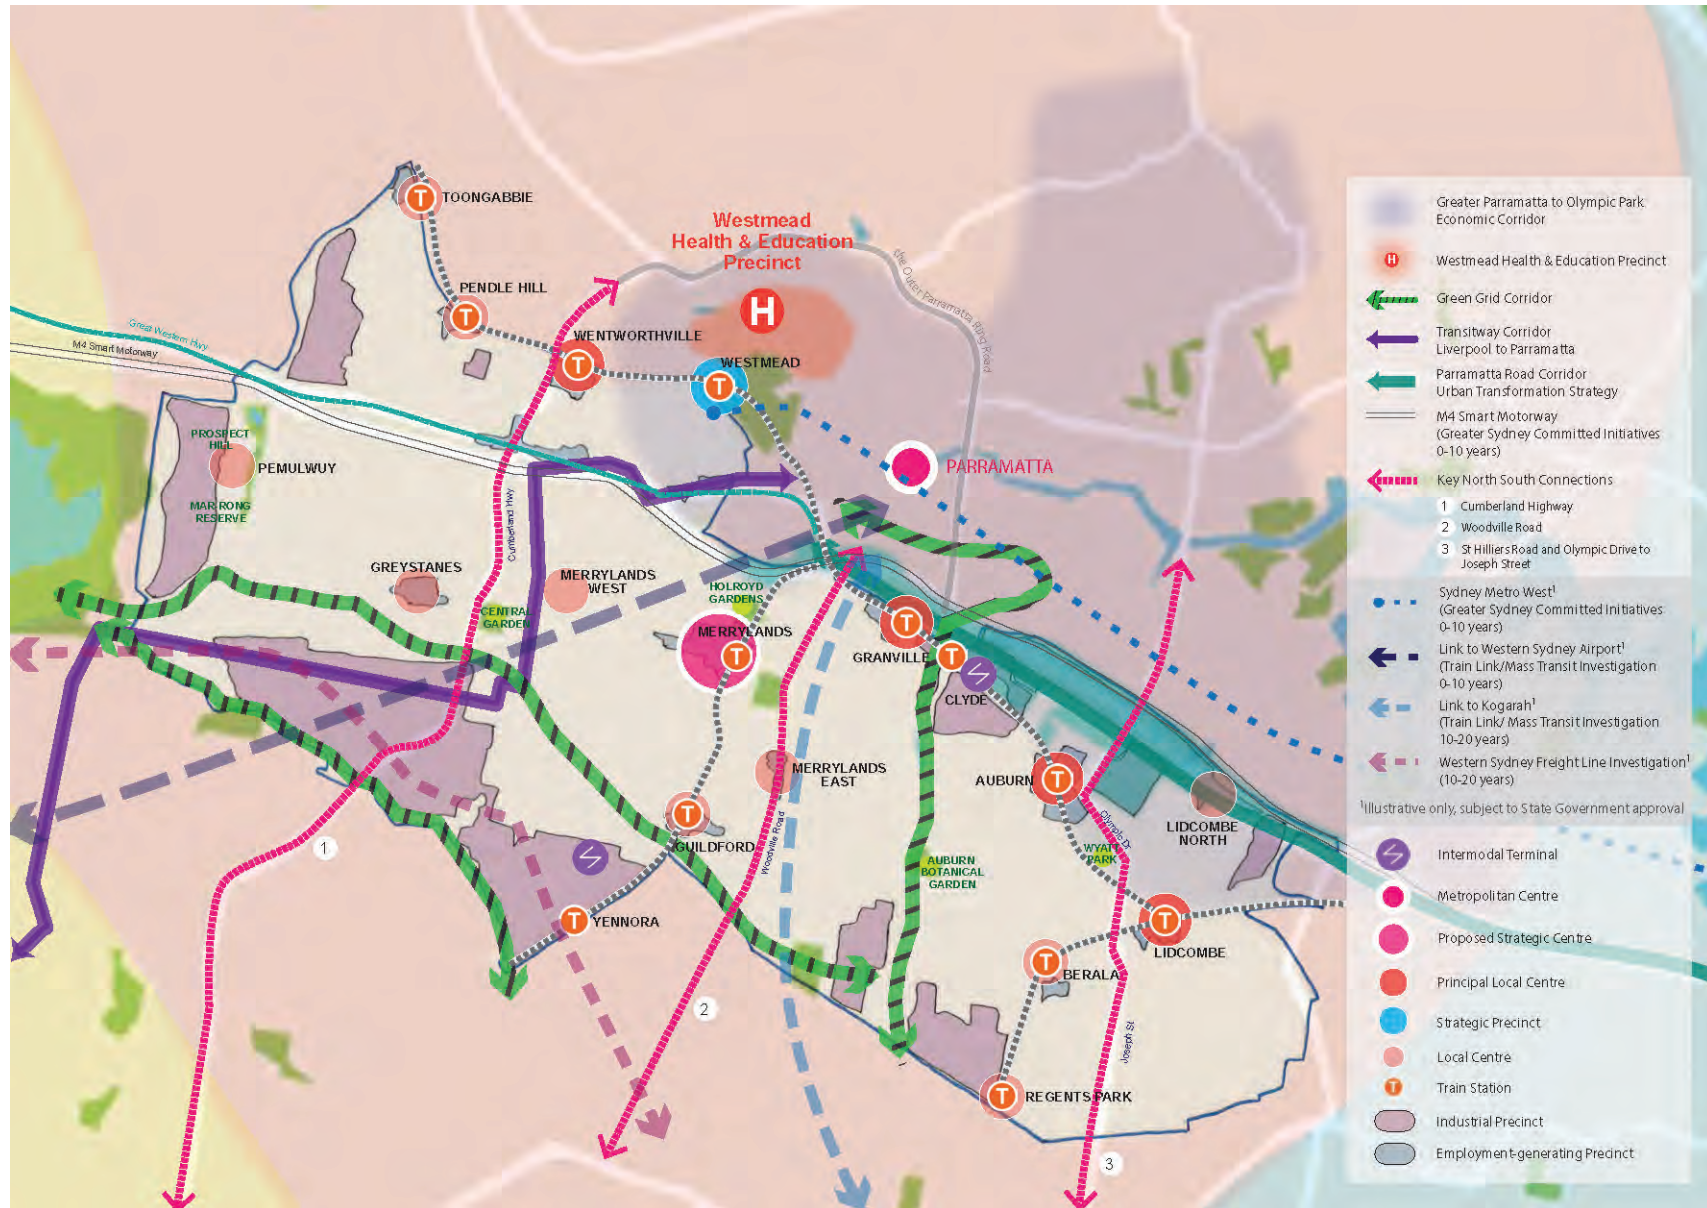 TOONGABBIE
Westmead
Health & Education
Precinct
the Outer Parramatta Ring Road
PENDLE HILL
H
Great Western Hwy
M4 Smart Motorway
WENTWORTHVILLE
WESTMEAD
PROSPECT
HILL
PEMULWUY
MARRONG
RESERVE
PARRAMATTA
Cumberland Hwy
GREYSTANES
MERRYLANDS
WEST
CENTRAL
GARDEN
HOLROYD
GARDENS
MERRYLANDS
GRANVILLE
CLYDE
MERRYLANDS
EAST
AUBURN
LIDCOMBE
NORTH
Olympic Dr
WYATT
PARK
Woodville Road
GUILDFORD
AUBURN
BOTANICAL
GARDEN
YENNORA
LIDCOMBE
BERALA
Joseph St
REGENTS PARK
1
2
3
T
T
T
T
T
T
T
T
T
T
T
T
T
Greater Parramatta to Olympic Park
Economic Corridor
H
Westmead Health & Education Precinct
Green Grid Corridor
Transitway Corridor
Liverpool to Parramatta
Parramatta Road Corridor
Urban Transformation Strategy
M4 Smart Motorway
(Greater Sydney Committed Initiatives
0-10 years)
Key North South Connections
1 Cumberland Highway
2 Woodville Road
3 St Hilliers Road and Olympic Drive to
Joseph Street
Sydney Metro West¹
(Greater Sydney Committed Initiatives
0-10 years)
Link to Western Sydney Airport¹
(Train Link/Mass Transit Investigation
0-10 years)
Link to Kogarah¹
(Train Link/ Mass Transit Investigation
10-20 years)
Western Sydney Freight Line Investigation¹
(10-20 years)
¹Illustrative only, subject to State Government approval
Intermodal Terminal
Metropolitan Centre
Proposed Strategic Centre
Principal Local Centre
Strategic Precinct
Local Centre
T Train Station
Industrial Precinct
Employment-generating Precinct